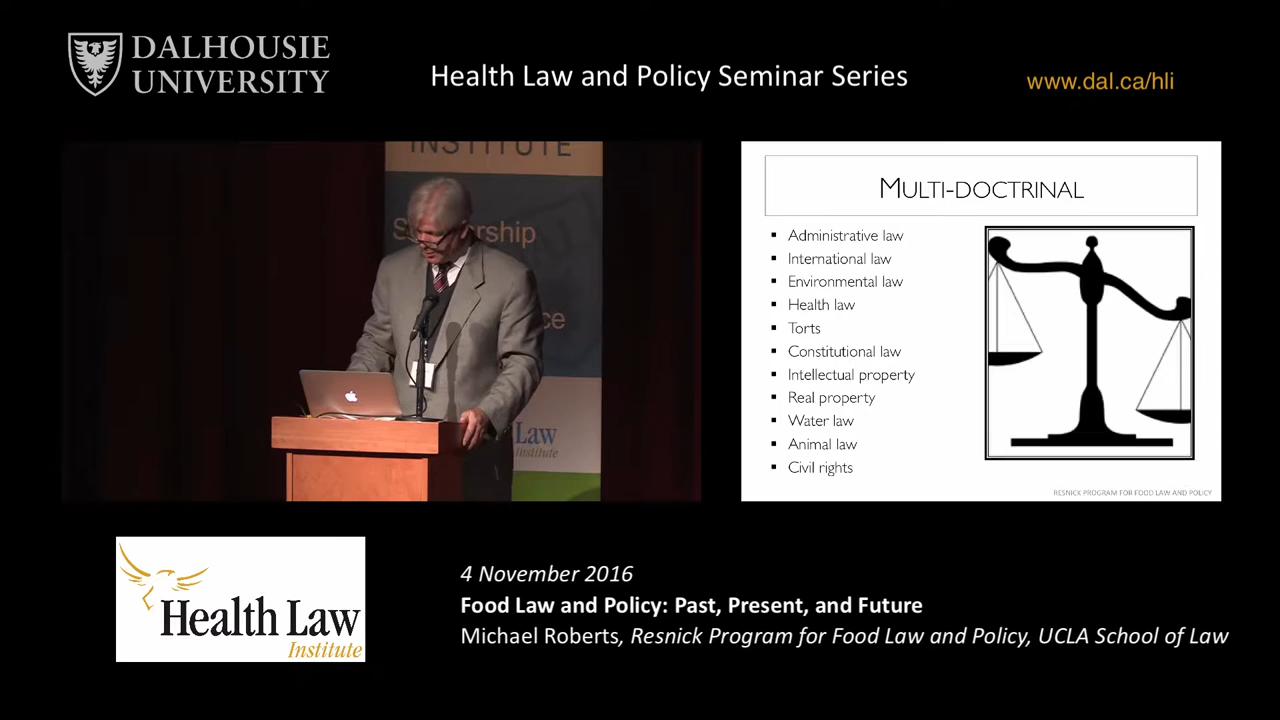 DALHOUSIE
UNIVERSITY
Health Law and Policy Seminar Series
www.dal.ca/hli
INSTITUTE
Law
Institute
MULTI-DOCTRINAL
▪ Administrative law
▪ International law
▪ Environmental law
▪ Health law
▪ Torts
▪ Constitutional law
▪ Intellectual property
▪ Real property
▪ Water law
▪ Animal law
▪ Civil rights
RESNICK PROGRAM FOR FOOD LAW AND POLICY
Health Law
Institute
4 November 2016
Food Law and Policy: Past, Present, and Future
Michael Roberts, Resnick Program for Food Law and Policy, UCLA School of Law